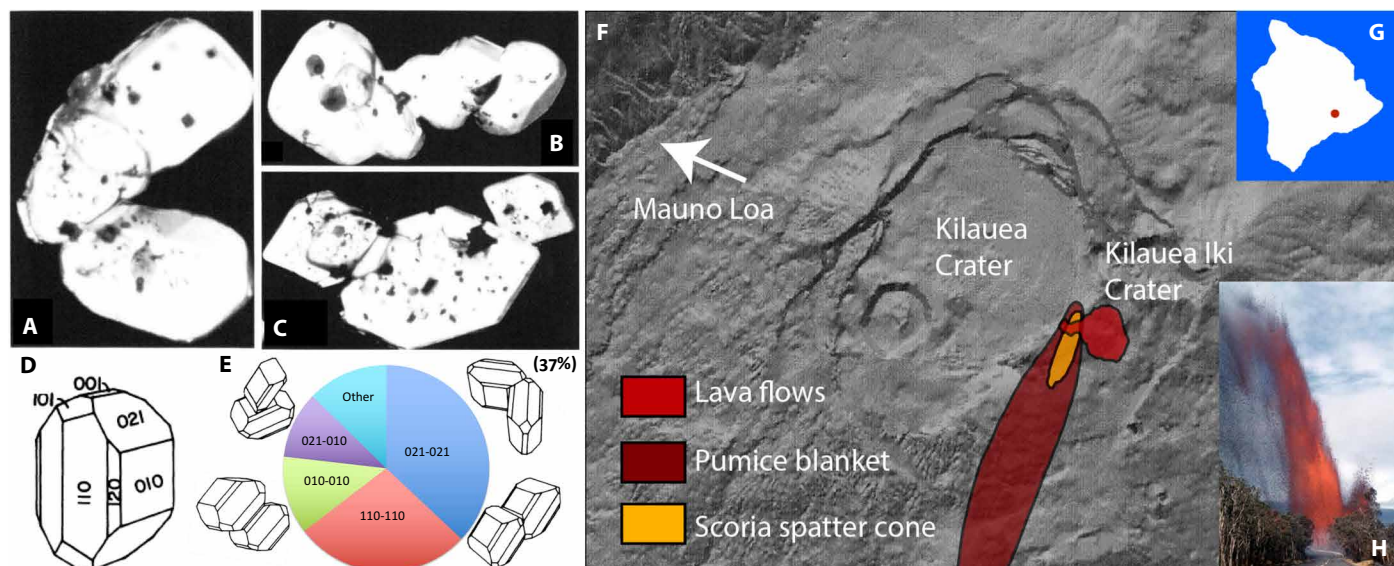 A
B
C
D
001
101
021
110
120
010
E
(37%)
Other
021-010
021-021
010-010
110-110
F
G
Mauno Loa
Kilauea
Crater
Kilauea Iki
Crater
Lava flows
Pumice blanket
Scoria spatter cone
H